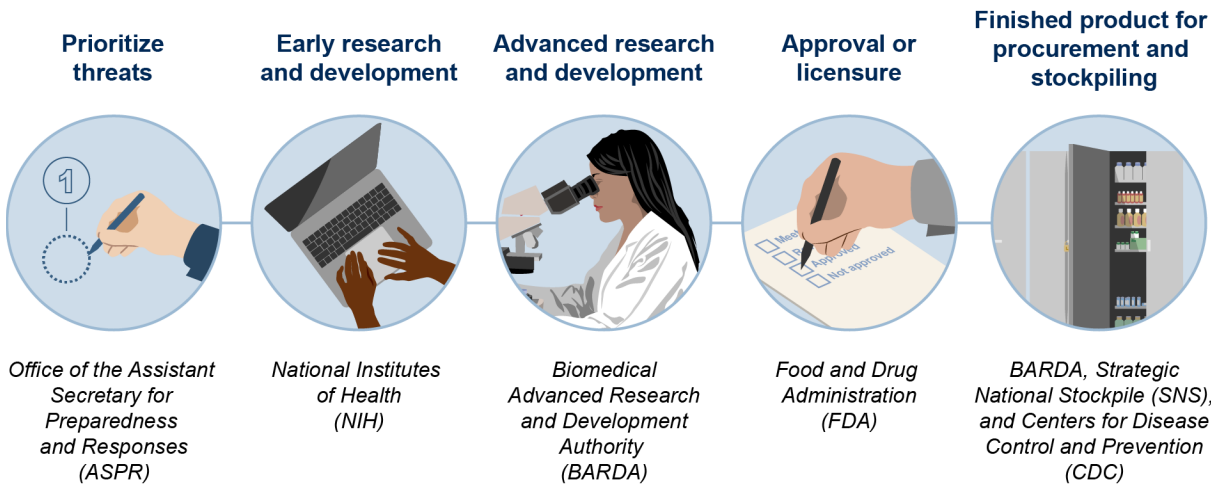 Prioritize
threats
Early research
and development
Advanced research
and development
Approval or
licensure
Finished product for
procurement and
stockpiling
1
Meet
Approved
Not approved
Office of the Assistant
Secretary for
Preparedness
and Responses
(ASPR)
National Institutes
of Health
(NIH)
Biomedical
Advanced Research
and Development
Authority
(BARDA)
Food and Drug
Administration
(FDA)
BARDA, Strategic
National Stockpile (SNS),
and Centers for Disease
Control and Prevention
(CDC)